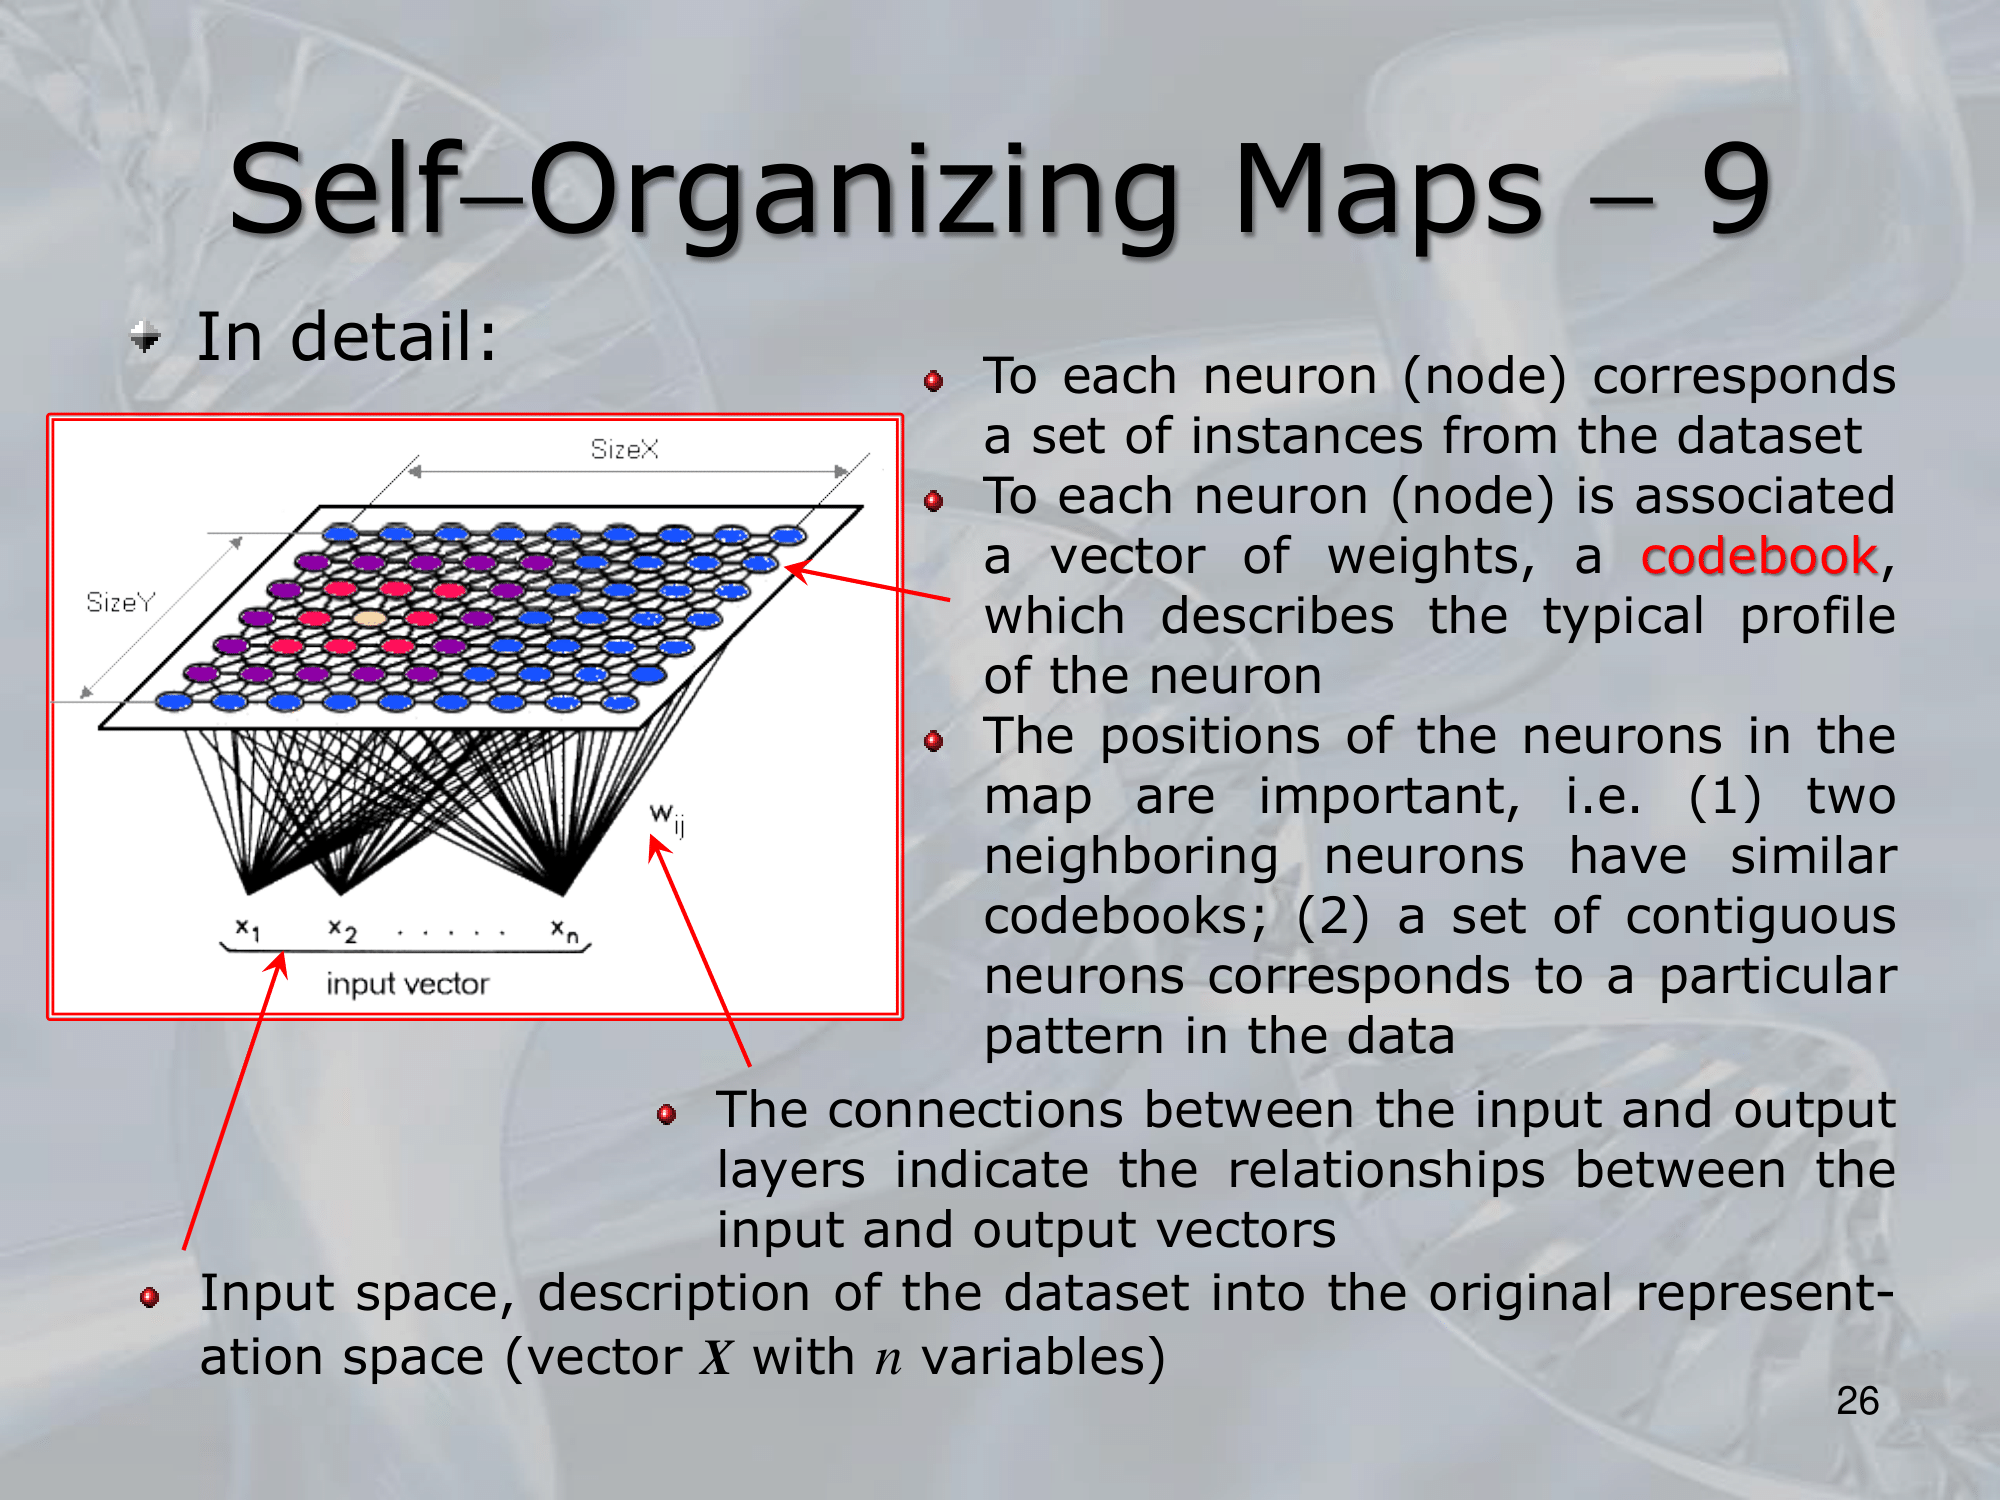 Self–Organizing Maps – 9
In detail:
SizeX
SizeY
w_ij
x_1 x_2 . . . . . x_n
input vector
To each neuron (node) corresponds
a set of instances from the dataset
To each neuron (node) is associated
a vector of weights, a codebook,
which describes the typical profile
of the neuron
The positions of the neurons in the
map are important, i.e. (1) two
neighboring neurons have similar
codebooks; (2) a set of contiguous
neurons corresponds to a particular
pattern in the data
The connections between the input and output
layers indicate the relationships between the
input and output vectors
Input space, description of the dataset into the original represent-
ation space (vector X with n variables)
26